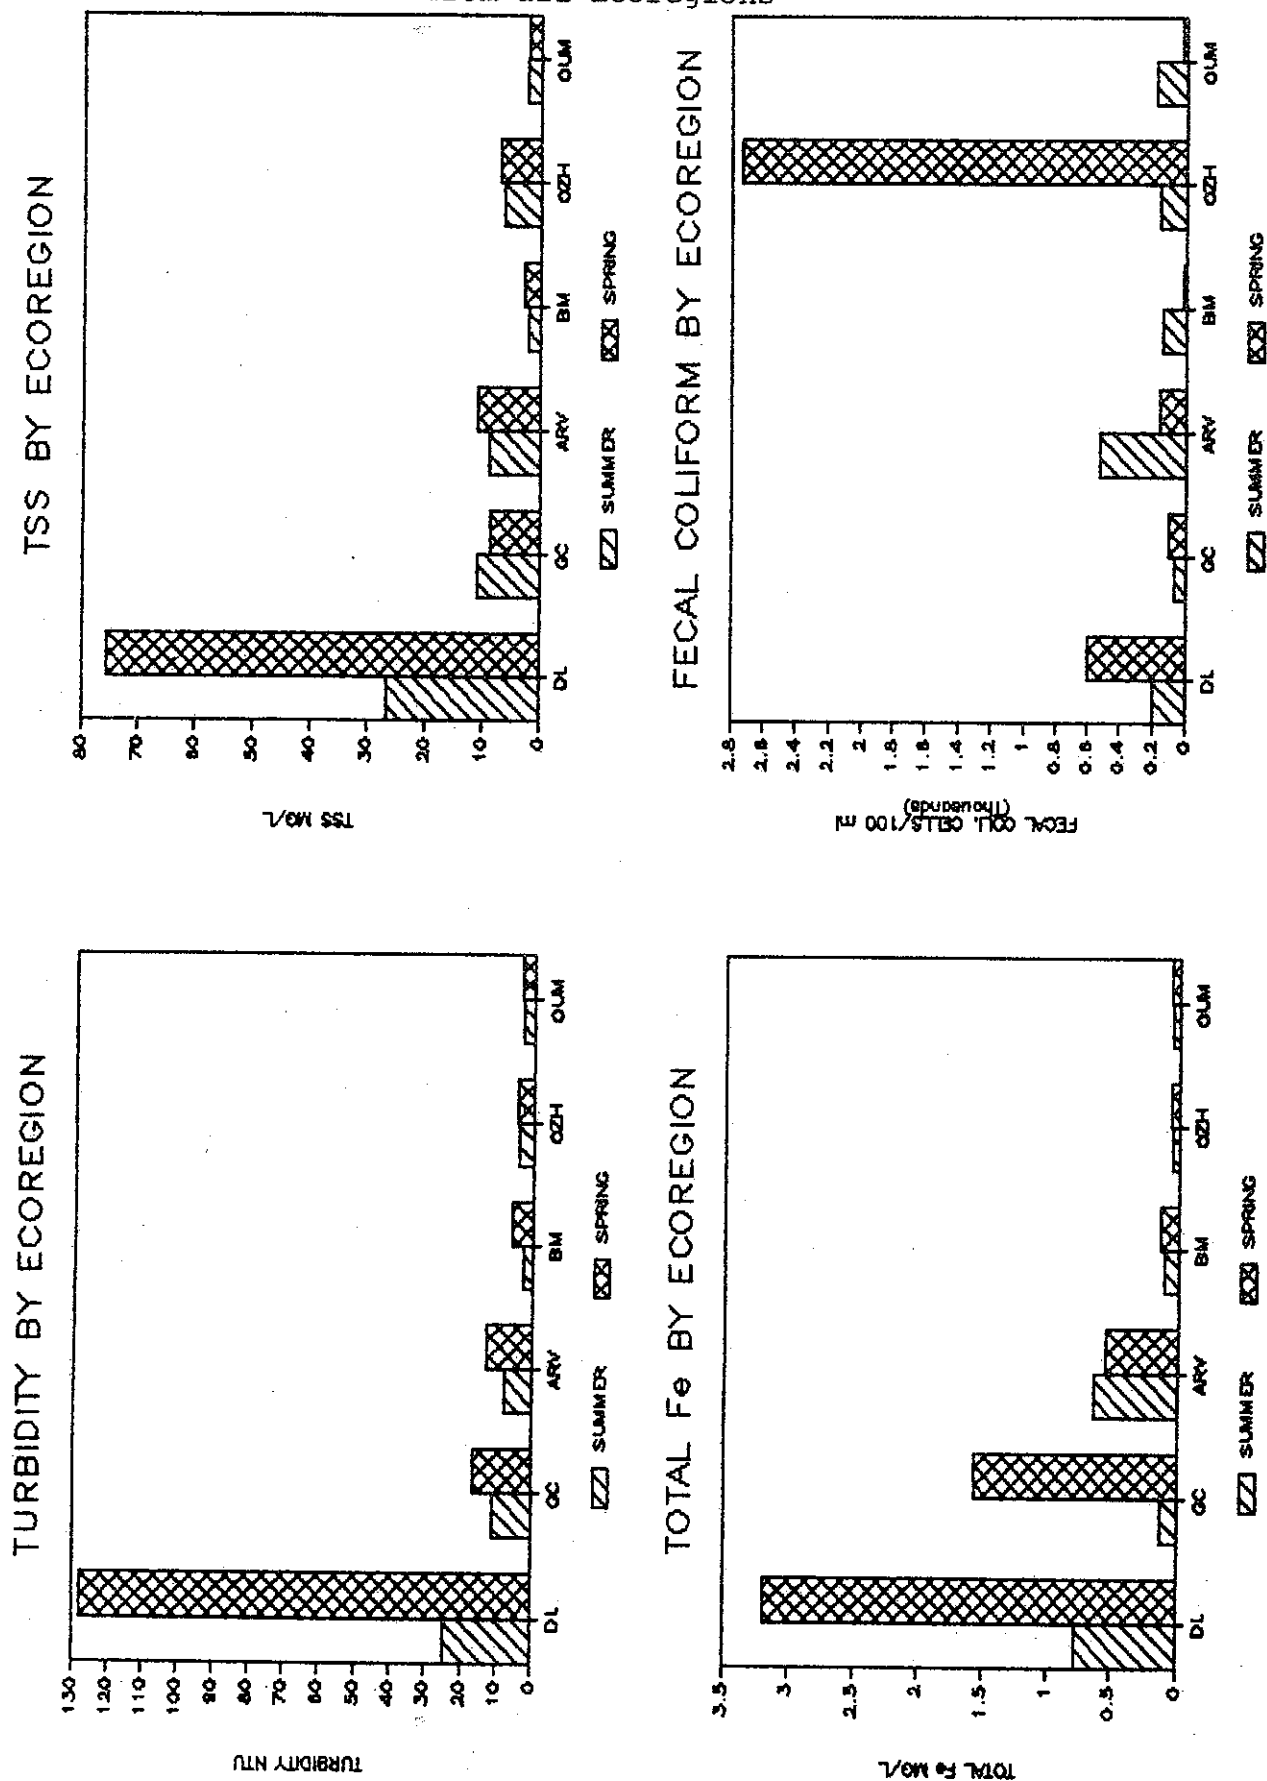 TURBIDITY BY ECOREGION
TURBIDITY NTU
130
120
110
100
90
80
70
60
50
40
30
20
10
0
DL
GC
ARV
BM
OZH
OUM
SUMMER
SPRING
TSS BY ECOREGION
TSS MG/L
80
70
60
50
40
30
20
10
0
DL
GC
ARV
BM
OZH
OUM
SUMMER
SPRING
TOTAL Fe BY ECOREGION
TOTAL Fe MG/L
3.5
3
2.5
2
1.5
1
0.5
0
DL
GC
ARV
BM
OZH
OUM
SUMMER
SPRING
FECAL COLIFORM BY ECOREGION
FECAL COLI. CELLS/100 ml
(Thousands)
2.8
2.6
2.4
2.2
2
1.8
1.6
1.4
1.2
1
0.8
0.6
0.4
0.2
0
DL
GC
ARV
BM
OZH
OUM
SUMMER
SPRING